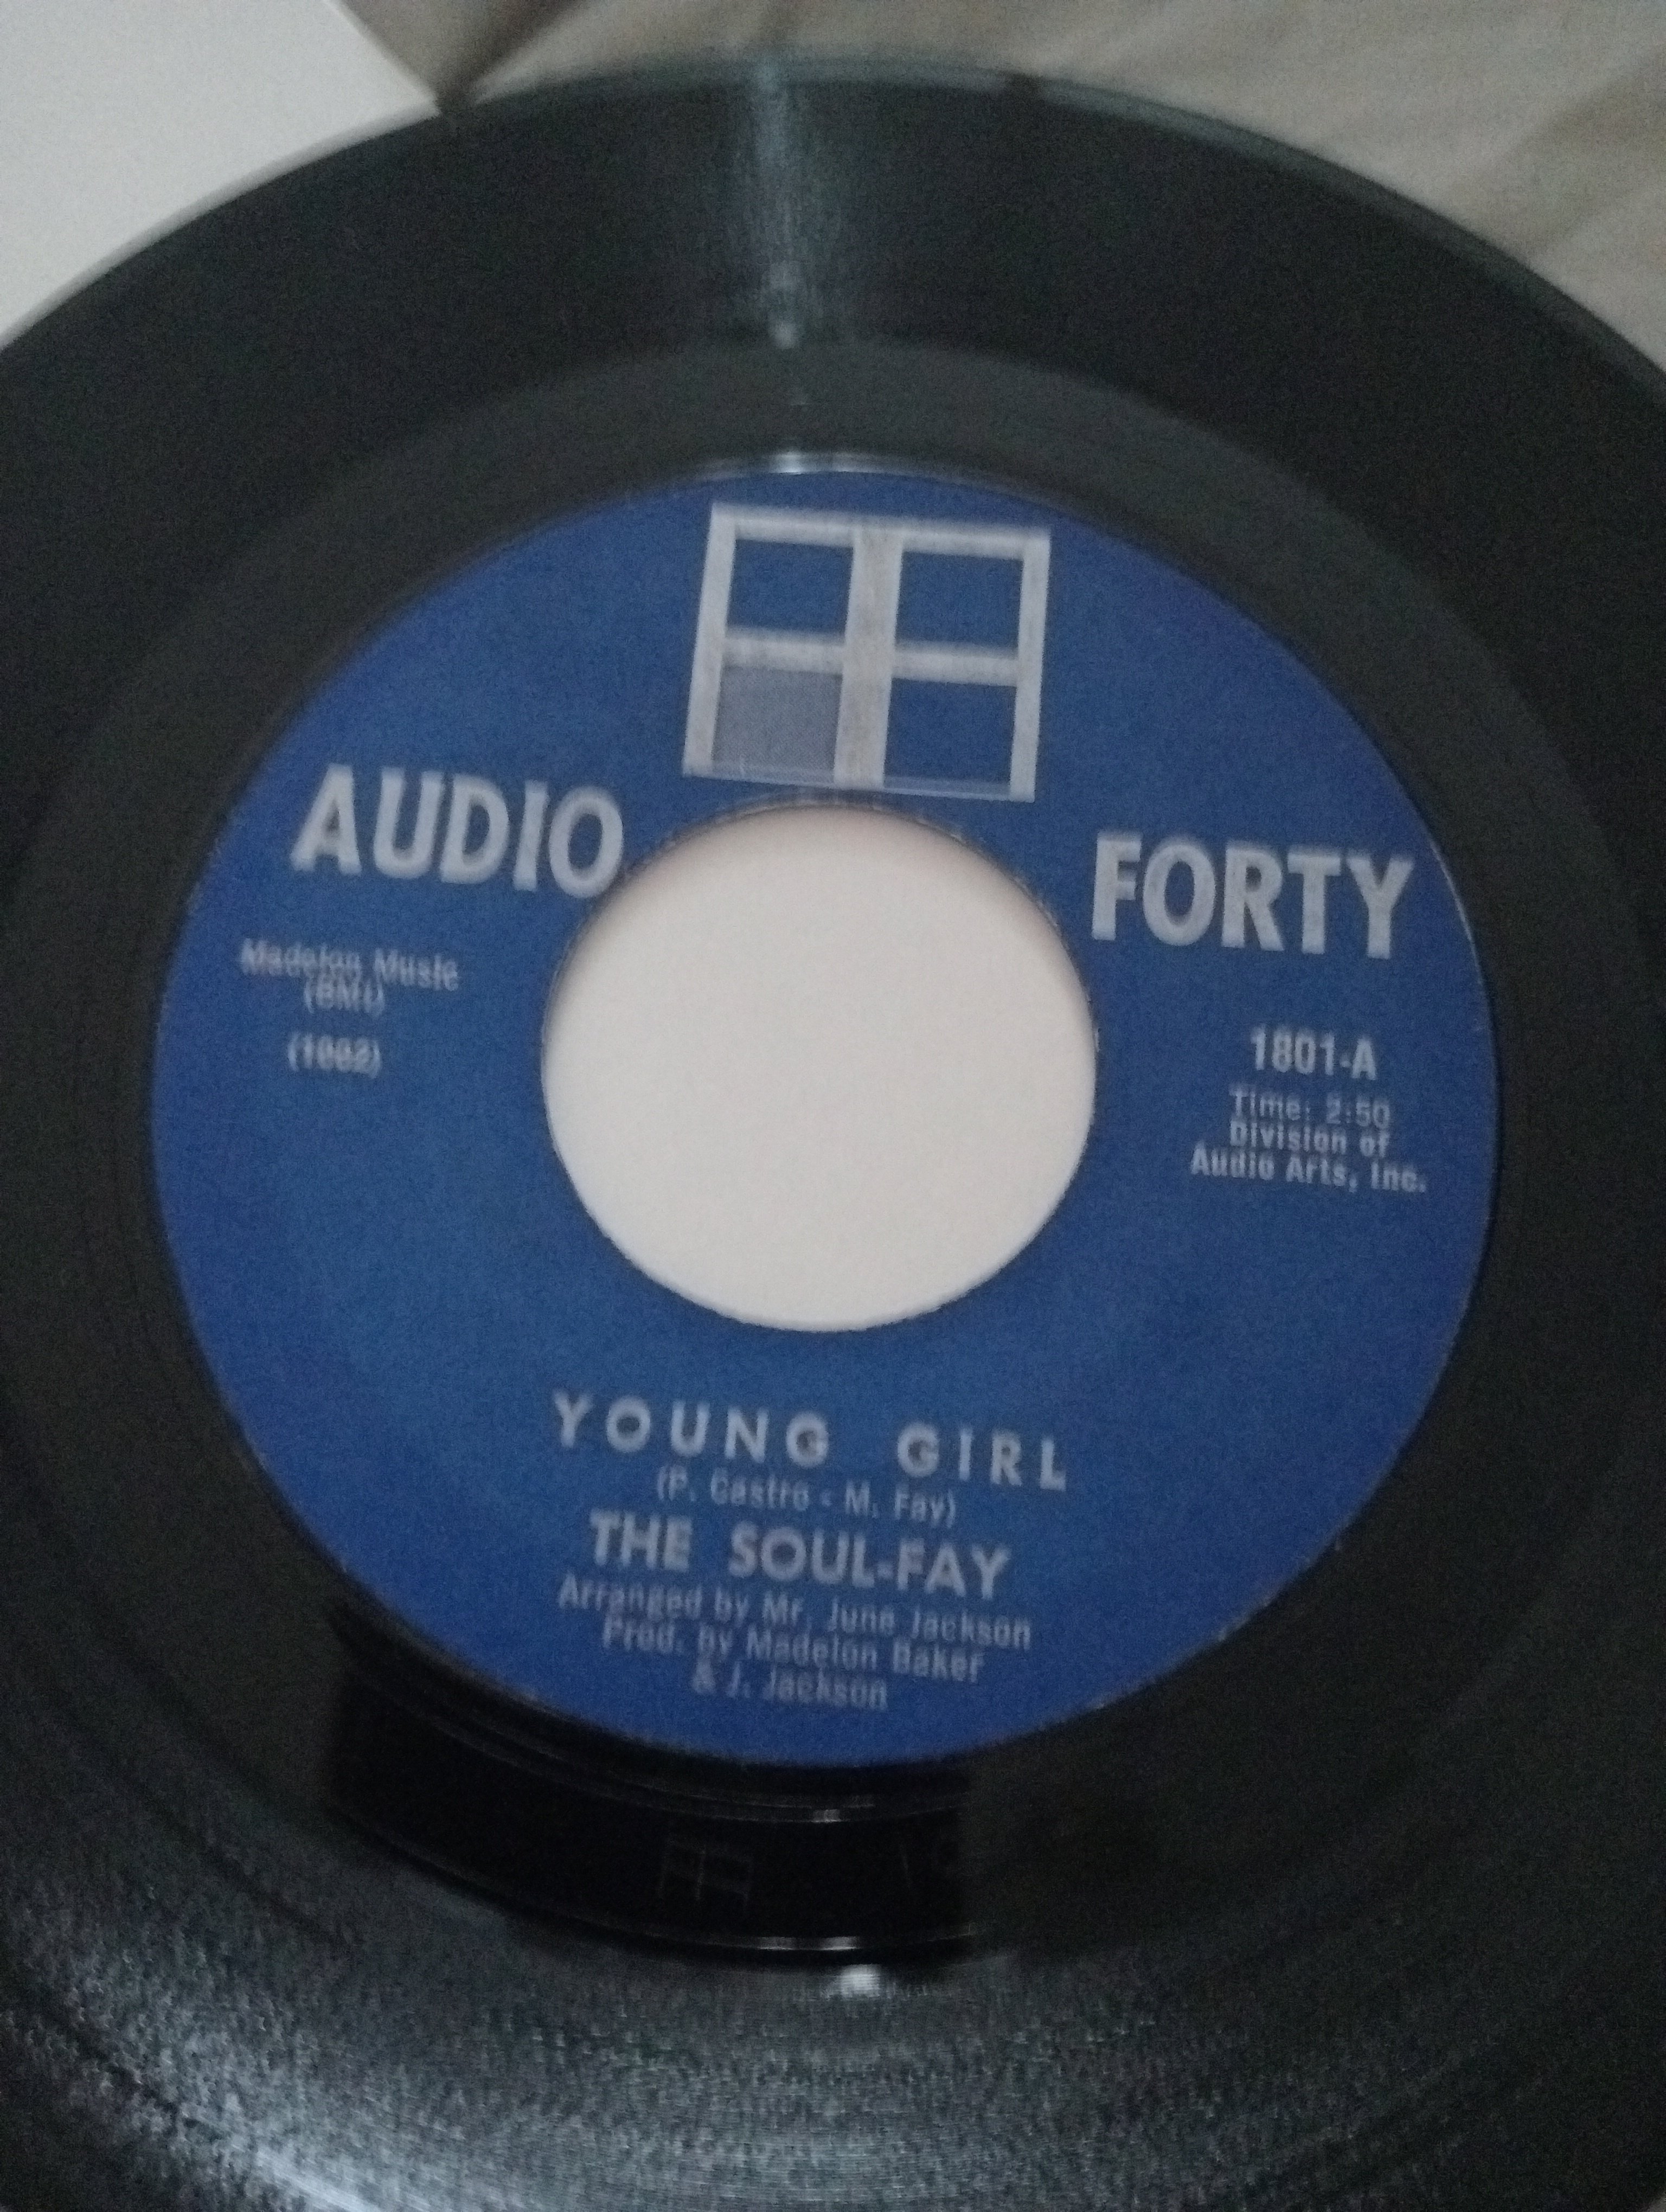 AUDIO FORTY
Madelon Music
(BMI)
1801-A
Time: 2:50
Division of
Audio Arts, Inc.
YOUNG GIRL
(P. Castro - M. Fay)
THE SOUL-FAY
Arranged by Mr. June Jackson
Prod. by Madelon Baker
& J. Jackson